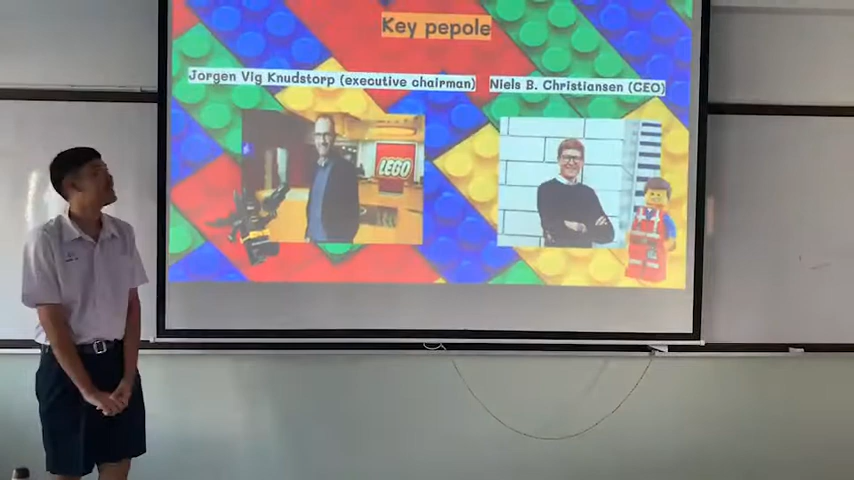 Key pepole
Jorgen Vig Knudstorp (executive chairman)
Niels B. Christiansen (CEO)
LEGO